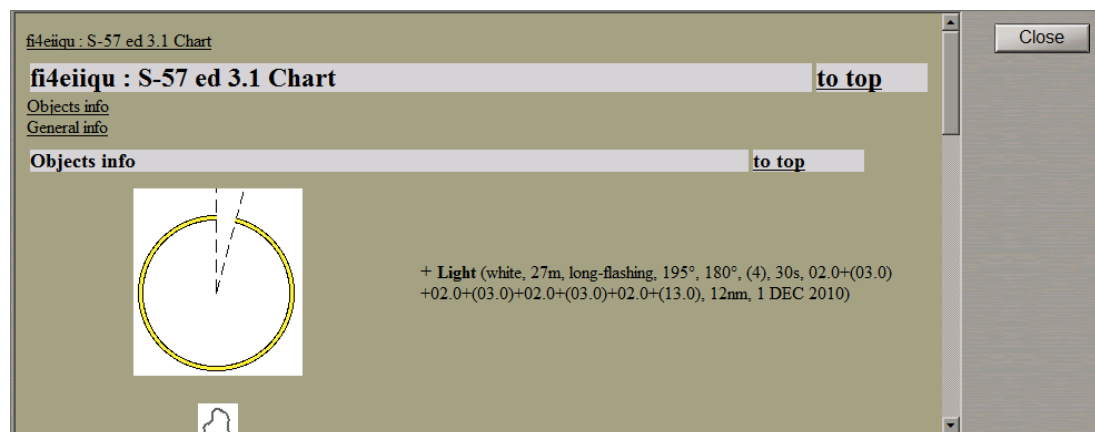 fi4eiiqu : S-57 ed 3.1 Chart
Close
fi4eiiqu : S-57 ed 3.1 Chart to top
Objects info
General info
Objects info to top
+ Light (white, 27m, long-flashing, 195°, 180°, (4), 30s, 02.0+(03.0)
+02.0+(03.0)+02.0+(03.0)+02.0+(13.0), 12nm, 1 DEC 2010)